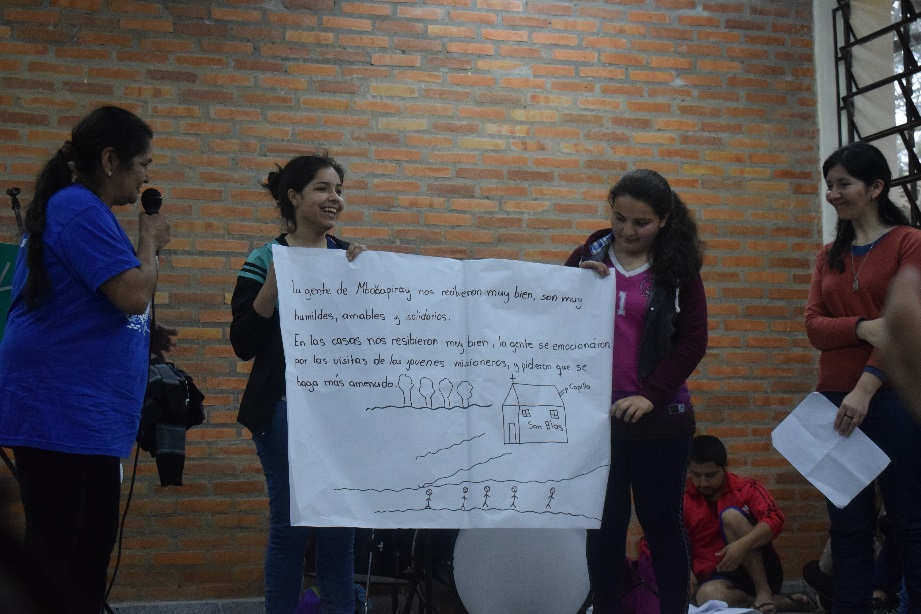 la gente de Mbokapiray nos recibieron muy bien, son muy
humildes, amables y solidarios.
En las casas nos resibieron muy bien, la gente se emocionaron
por las visitas de los jovenes misioneros, y pidieron que se
haga más amenudo.
Capilla
San Blas